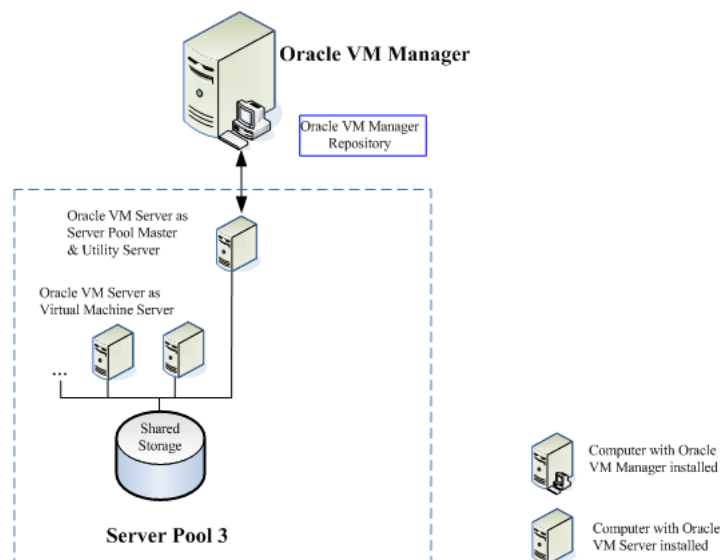 Oracle VM Manager
Oracle VM Manager
Repository
Oracle VM Server as
Server Pool Master
& Utility Server
Oracle VM Server as
Virtual Machine Server
...
Shared
Storage
Server Pool 3
Computer with Oracle
VM Manager installed
Computer with Oracle
VM Server installed